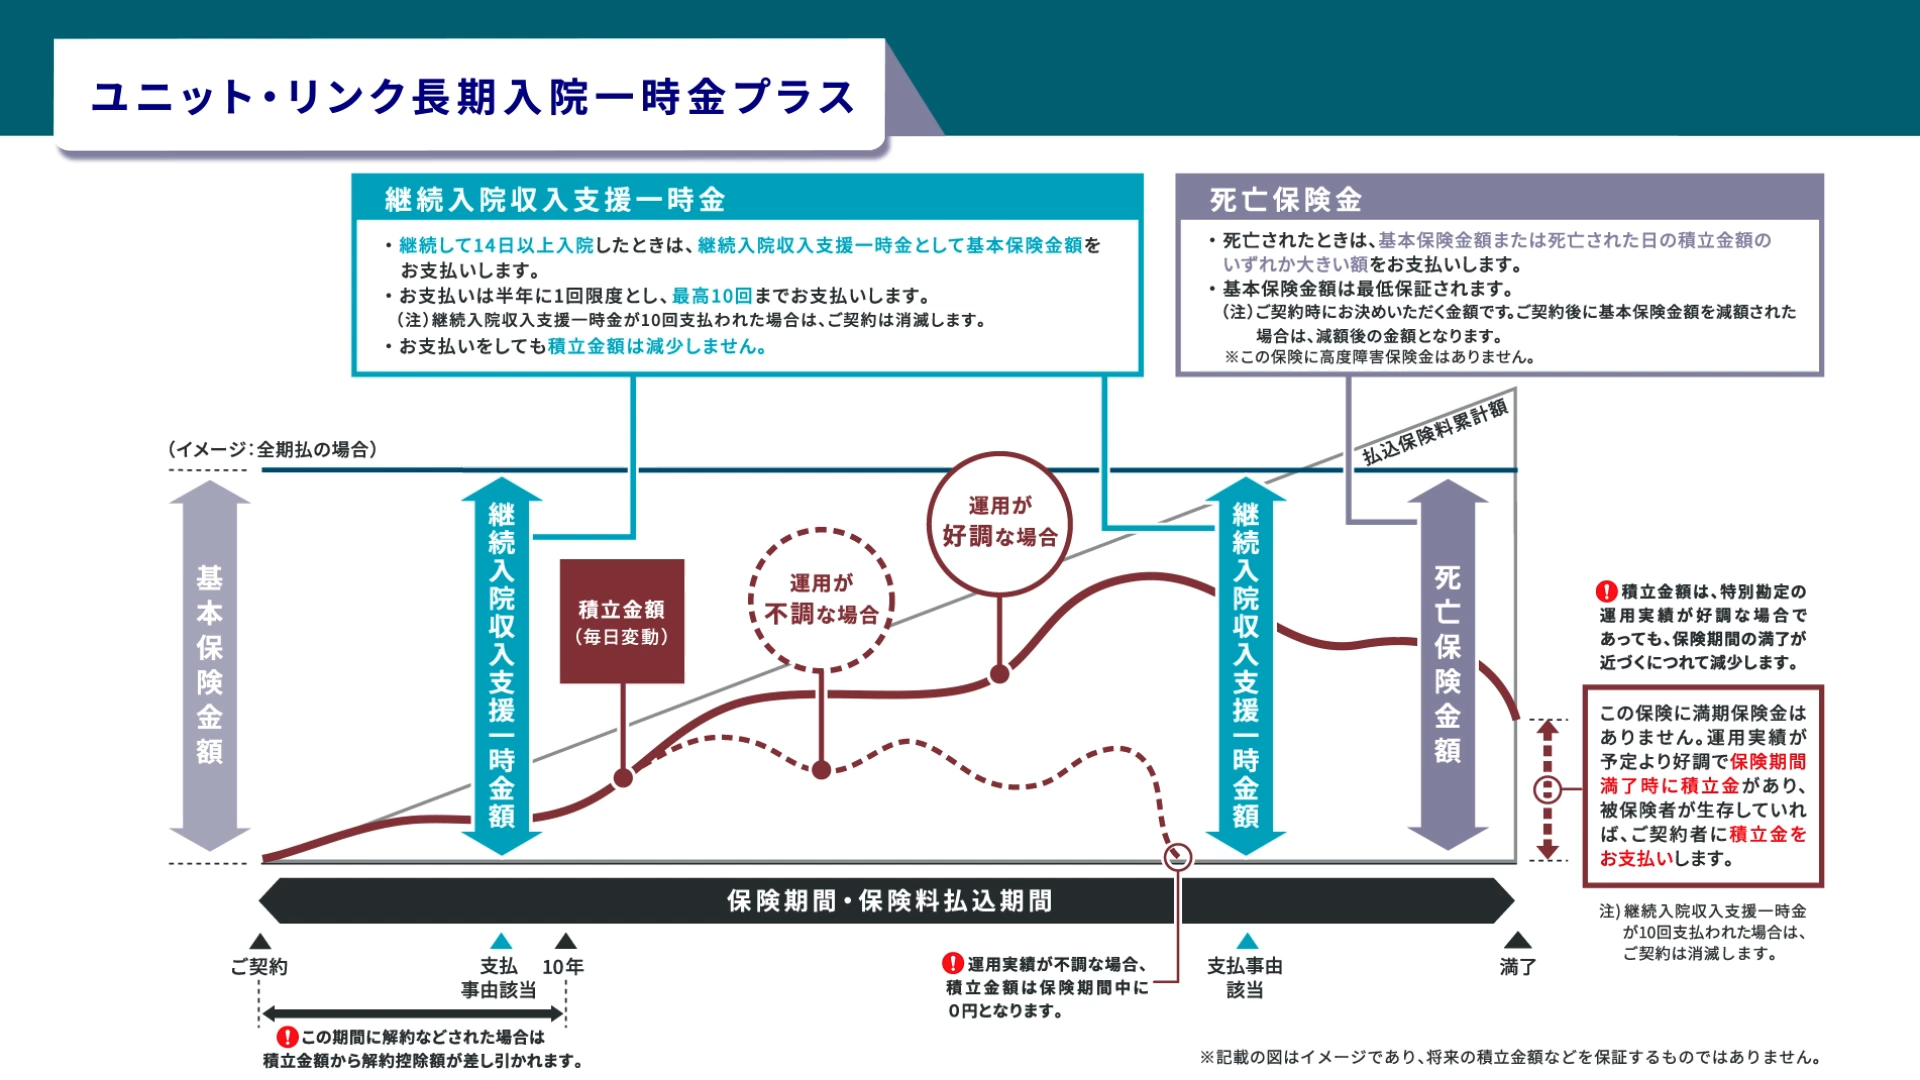 ユニット・リンク長期入院一時金プラス
継続入院収入支援一時金
・継続して14日以上入院したときは、継続入院収入支援一時金として基本保険金額を
お支払いします。
・お支払いは半年に1回限度とし、最高10回までお支払いします。
（注）継続入院収入支援一時金が10回支払われた場合は、ご契約は消滅します。
・お支払いをしても積立金額は減少しません。
死亡保険金
・死亡されたときは、基本保険金額または死亡された日の積立金額の
いずれか大きい額をお支払いします。
・基本保険金額は最低保証されます。
（注）ご契約時にお決めいただく金額です。ご契約後に基本保険金額を減額された
場合は、減額後の金額となります。
※この保険に高度障害保険金はありません。
（イメージ：全期払の場合）
払込保険料累計額
基本保険金額
継続入院収入支援一時金額
積立金額
（毎日変動）
運用が
不調な場合
運用が
好調な場合
継続入院収入支援一時金額
死亡保険金額
! 積立金額は、特別勘定の
運用実績が好調な場合で
あっても、保険期間の満了が
近づくにつれて減少します。
この保険に満期保険金は
ありません。運用実績が
予定より好調で保険期間
満了時に積立金があり、
被保険者が生存していれ
ば、ご契約者に積立金を
お支払いします。
注）継続入院収入支援一時金
が10回支払われた場合は、
ご契約は消滅します。
保険期間・保険料払込期間
ご契約
支払
事由該当
10年
! この期間に解約などされた場合は
積立金額から解約控除額が差し引かれます。
! 運用実績が不調な場合、
積立金額は保険期間中に
0円となります。
支払事由
該当
満了
※記載の図はイメージであり、将来の積立金額などを保証するものではありません。